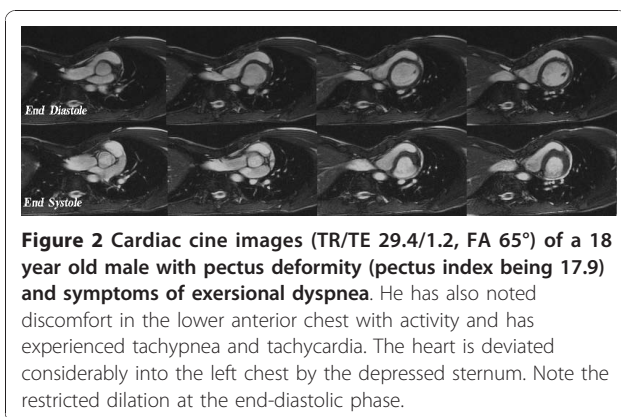 End Diastole
End Systole
Figure 2 Cardiac cine images (TR/TE 29.4/1.2, FA 65°) of a 18
year old male with pectus deformity (pectus index being 17.9)
and symptoms of exersional dyspnea. He has also noted
discomfort in the lower anterior chest with activity and has
experienced tachypnea and tachycardia. The heart is deviated
considerably into the left chest by the depressed sternum. Note the
restricted dilation at the end-diastolic phase.